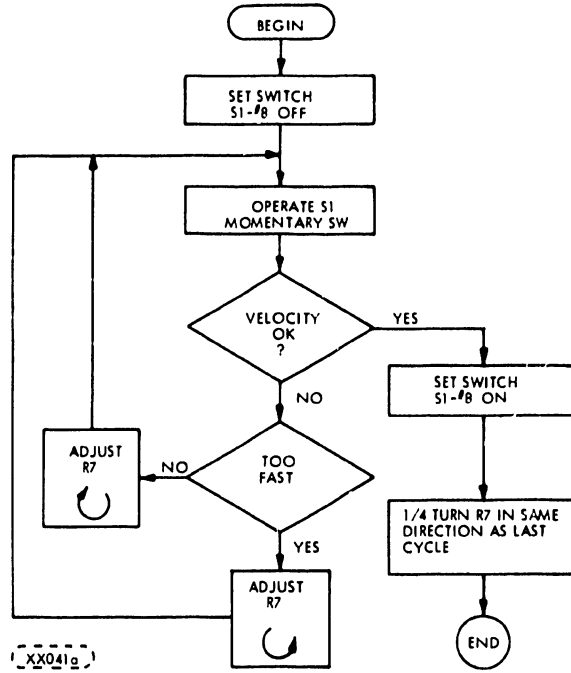 BEGIN
SET SWITCH
S1-#8 OFF
OPERATE S1
MOMENTARY SW
VELOCITY
OK
?
YES
NO
SET SWITCH
S1-#8 ON
TOO
FAST
NO
ADJUST
R7
YES
1/4 TURN R7 IN SAME
DIRECTION AS LAST
CYCLE
ADJUST
R7
END
XX041a